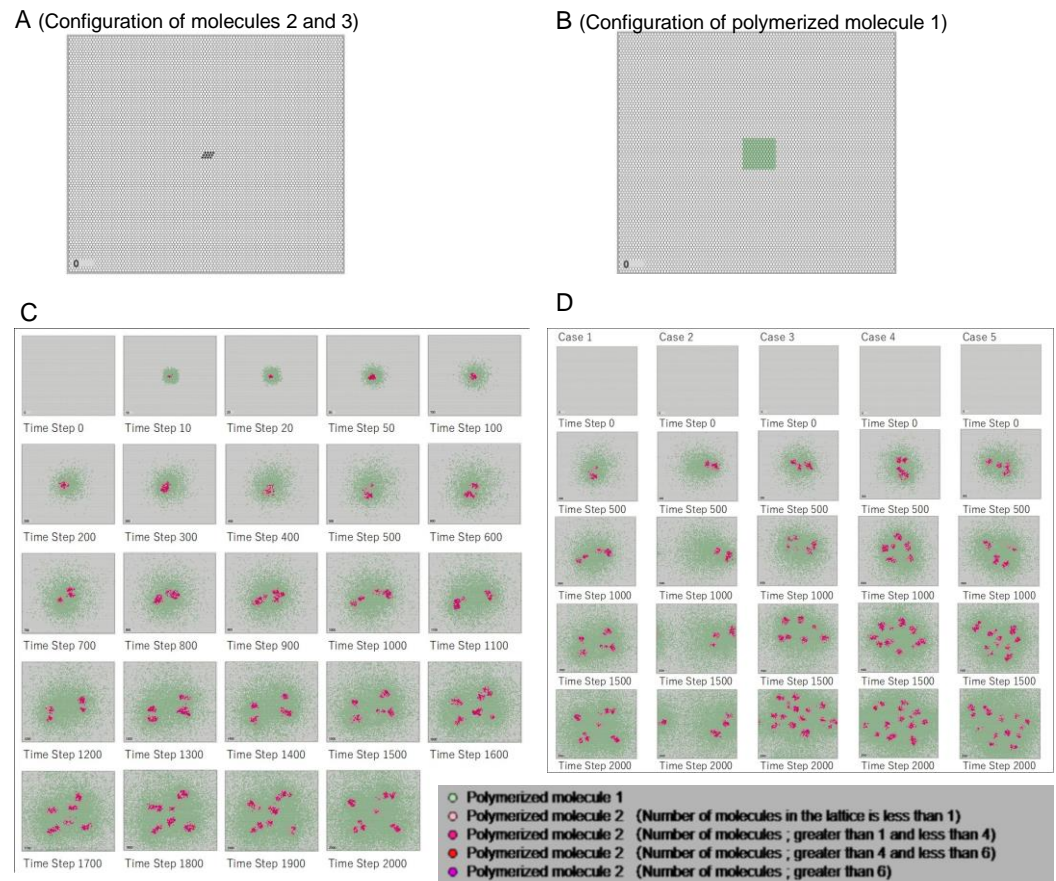 A (Configuration of molecules 2 and 3)
B (Configuration of polymerized molecule 1)
0
0
C
Time Step 0
Time Step 10
Time Step 20
Time Step 50
Time Step 100
Time Step 200
Time Step 300
Time Step 400
Time Step 500
Time Step 600
Time Step 700
Time Step 800
Time Step 900
Time Step 1000
Time Step 1100
Time Step 1200
Time Step 1300
Time Step 1400
Time Step 1500
Time Step 1600
Time Step 1700
Time Step 1800
Time Step 1900
Time Step 2000
D
Case 1
Case 2
Case 3
Case 4
Case 5
Time Step 0
Time Step 0
Time Step 0
Time Step 0
Time Step 0
Time Step 500
Time Step 500
Time Step 500
Time Step 500
Time Step 500
Time Step 1000
Time Step 1000
Time Step 1000
Time Step 1000
Time Step 1000
Time Step 1500
Time Step 1500
Time Step 1500
Time Step 1500
Time Step 1500
Time Step 2000
Time Step 2000
Time Step 2000
Time Step 2000
Time Step 2000
Polymerized molecule 1
Polymerized molecule 2 (Number of molecules in the lattice is less than 1)
Polymerized molecule 2 (Number of molecules ; greater than 1 and less than 4)
Polymerized molecule 2 (Number of molecules ; greater than 4 and less than 6)
Polymerized molecule 2 (Number of molecules ; greater than 6)